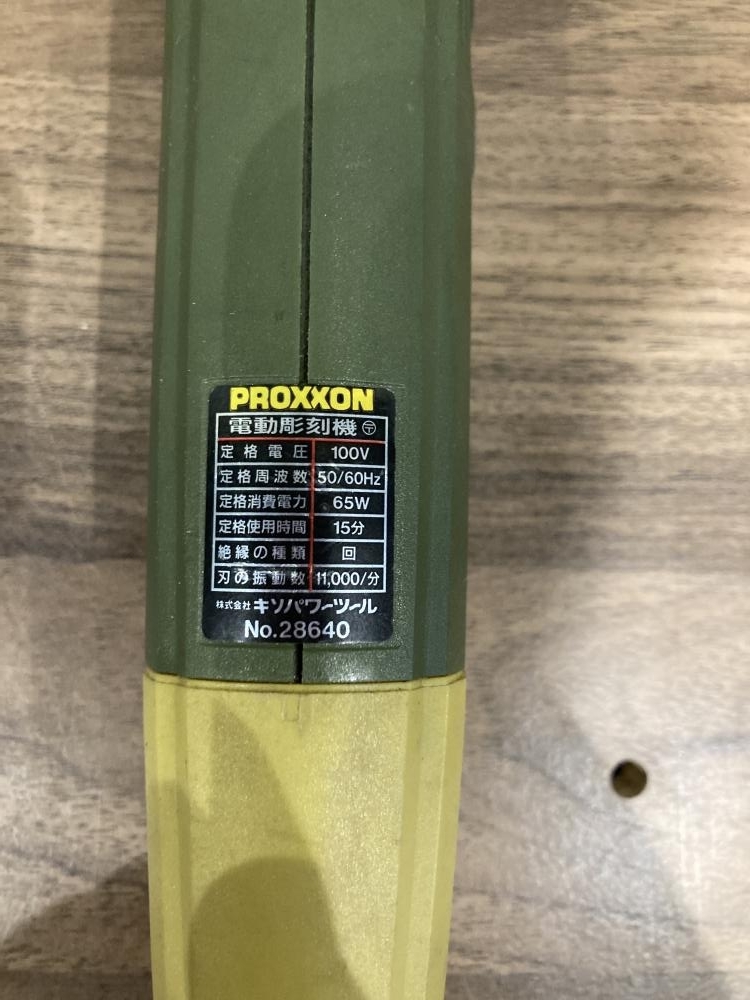 PROXXON
電動彫刻機 〒
定格電圧 100V
定格周波数 50/60Hz
定格消費電力 65W
定格使用時間 15分
絶縁の種類 回
刃の振動数 11,000/分
株式会社 キソパワーツール
No.28640